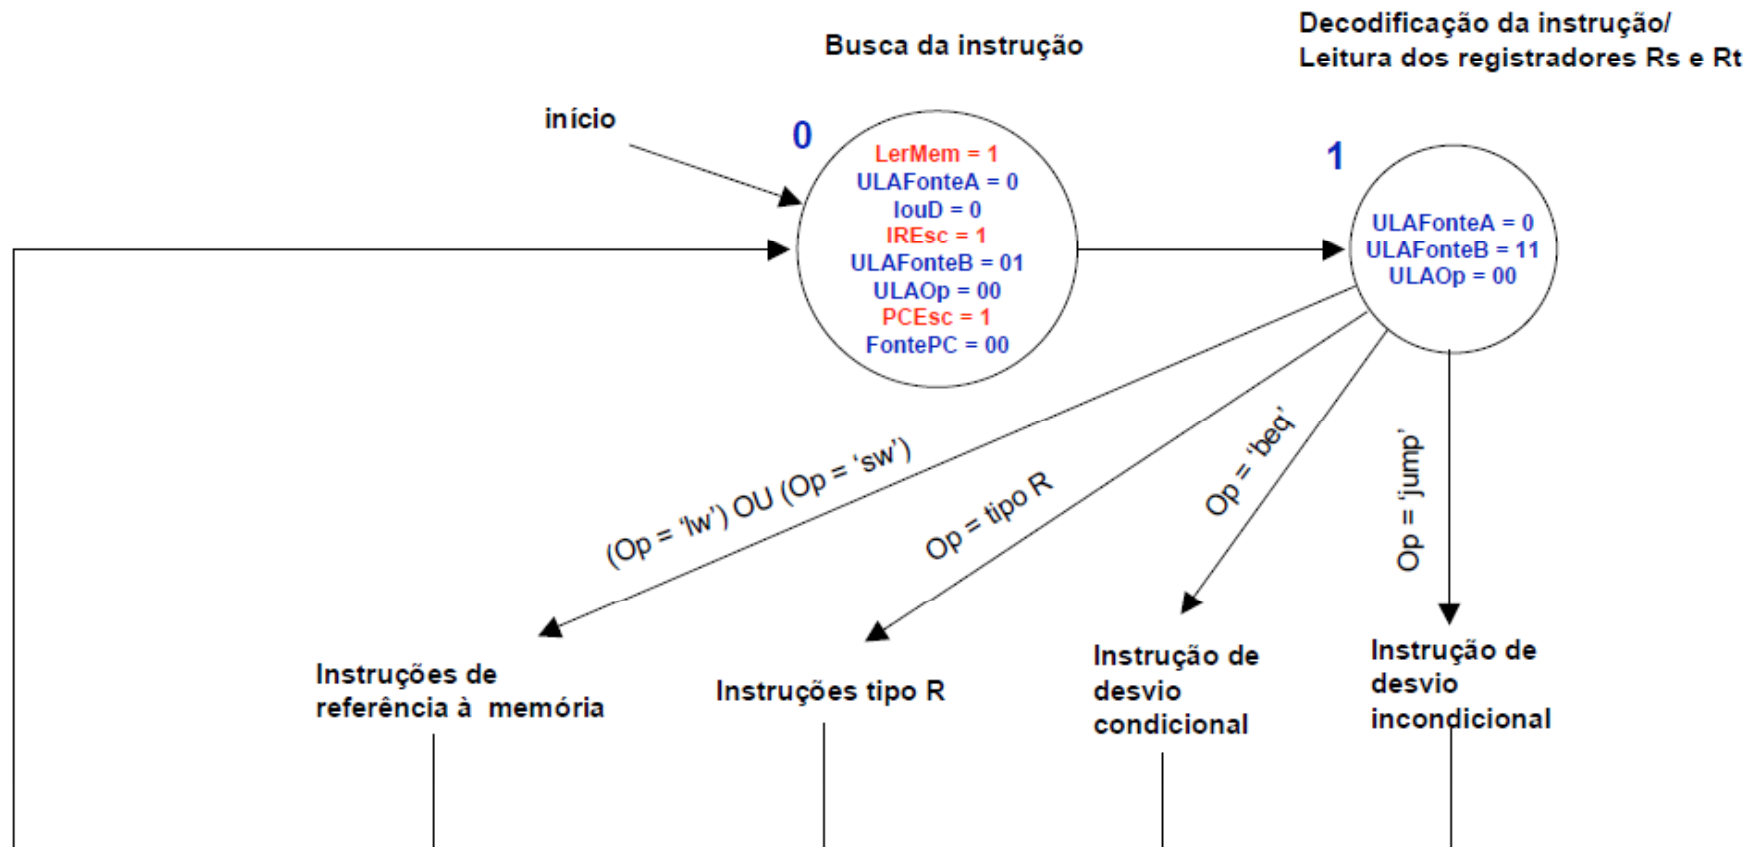 Decodificação da instrução/
Leitura dos registradores Rs e Rt
Busca da instrução
início
0
LerMem = 1
ULAFonteA = 0
IouD = 0
IREsc = 1
ULAFonteB = 01
ULAOp = 00
PCEsc = 1
FontePC = 00
1
ULAFonteA = 0
ULAFonteB = 11
ULAOp = 00
(Op = ‘lw’) OU (Op = ‘sw’)
Op = tipo R
Op = ‘beq’
Op = ‘jump’
Instruções de
referência à memória
Instruções tipo R
Instrução de
desvio
condicional
Instrução de
desvio
incondicional